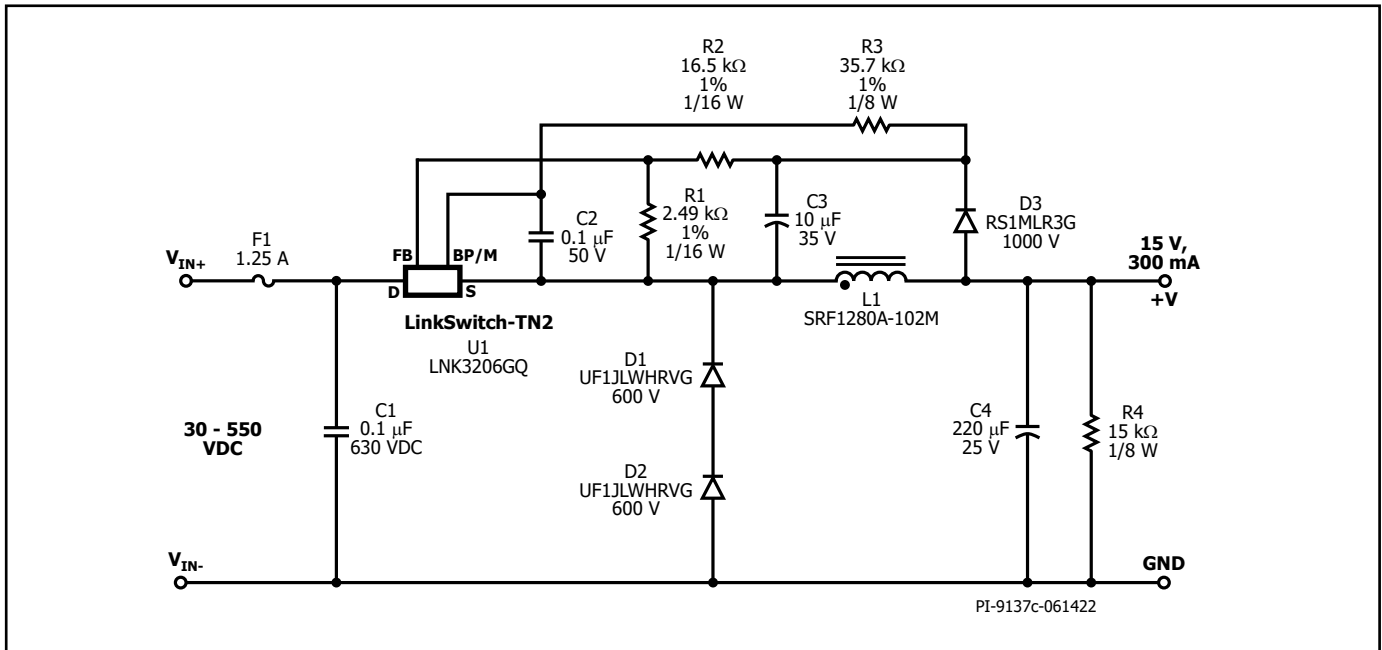 R2
16.5 kΩ
1%
1/16 W
R3
35.7 kΩ
1%
1/8 W
R1
2.49 kΩ
1%
1/16 W
C2
0.1 μF
50 V
C3
10 μF
35 V
D3
RS1MLR3G
1000 V
F1
1.25 A
VIN+
FB
BP/M
D
S
15 V,
300 mA
+V
LinkSwitch-TN2
U1
LNK3206GQ
L1
SRF1280A-102M
D1
UF1JLWHRVG
600 V
30 - 550
VDC
C1
0.1 μF
630 VDC
C4
220 μF
25 V
R4
15 kΩ
1/8 W
D2
UF1JLWHRVG
600 V
VIN-
GND
PI-9137c-061422